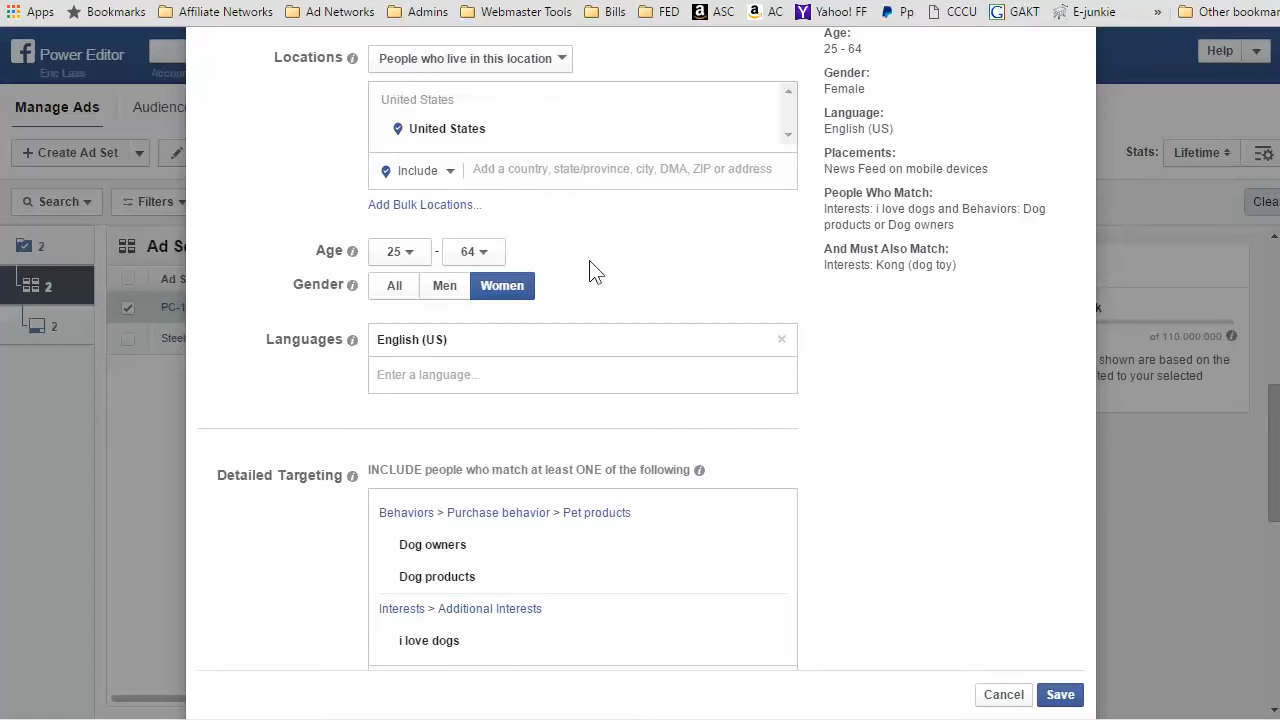 Apps Bookmarks Affiliate Networks Ad Networks Admins Webmaster Tools Bills FED ASC AC Yahoo! FF Pp CCCU GAKT E-junkie » Other bookmar
Power Editor
Eric Lass
Accoun
Help
Manage Ads Audienc
+ Create Ad Set
Stats: Lifetime
Search Filters
Clea
2
Ad Se
Ad S
2
PC-1
2
Steel
Locations
People who live in this location
United States
United States
Include Add a country, state/province, city, DMA, ZIP or address
Add Bulk Locations...
Age 25 - 64
Gender All Men Women
Languages English (US) ×
Enter a language...
Detailed Targeting INCLUDE people who match at least ONE of the following
Behaviors > Purchase behavior > Pet products
Dog owners
Dog products
Interests > Additional Interests
i love dogs
Age:
25 - 64
Gender:
Female
Language:
English (US)
Placements:
News Feed on mobile devices
People Who Match:
Interests: i love dogs and Behaviors: Dog
products or Dog owners
And Must Also Match:
Interests: Kong (dog toy)
k
of 110,000,000
shown are based on the
ted to your selected
Cancel Save